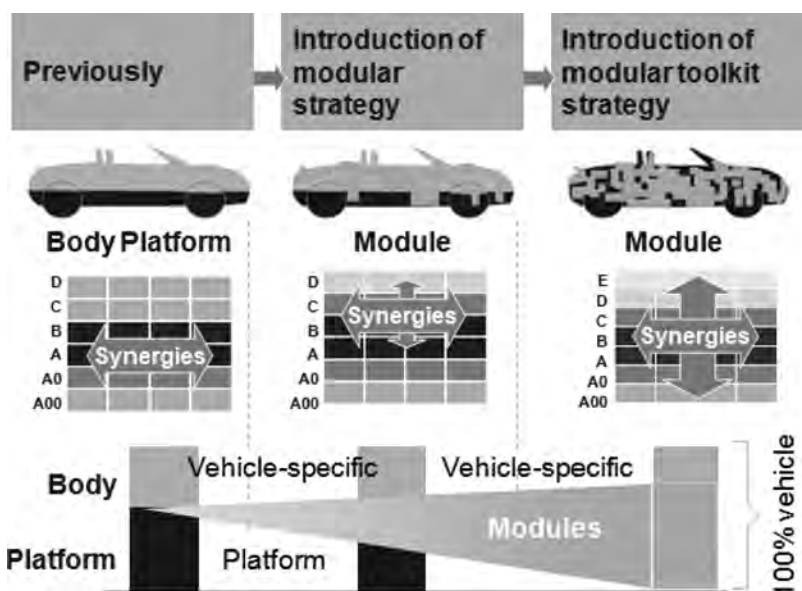 Previously
Introduction of
modular
strategy
Introduction of
modular toolkit
strategy
Body Platform
Module
Module
D
C
B
A
A0
A00
Synergies
D
C
B
A
A0
A00
Synergies
E
D
C
B
A
A0
A00
Synergies
Vehicle-specific
Vehicle-specific
Body
Modules
Platform
Platform
100% vehicle